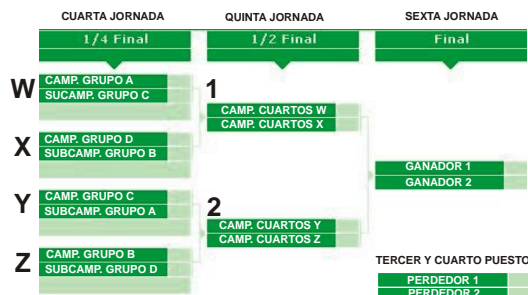 CUARTA JORNADA
QUINTA JORNADA
SEXTA JORNADA
1/4 Final
1/2 Final
Final
W
CAMP. GRUPO A
SUCAMP. GRUPO C
X
CAMP. GRUPO D
SUBCAMP. GRUPO B
Y
CAMP. GRUPO C
SUBCAMP. GRUPO A
Z
CAMP. GRUPO B
SUBCAMP. GRUPO D
1
CAMP. CUARTOS W
CAMP. CUARTOS X
2
CAMP. CUARTOS Y
CAMP. CUARTOS Z
GANADOR 1
GANADOR 2
TERCER Y CUARTO PUESTO
PERDEDOR 1
PERDEDOR 2